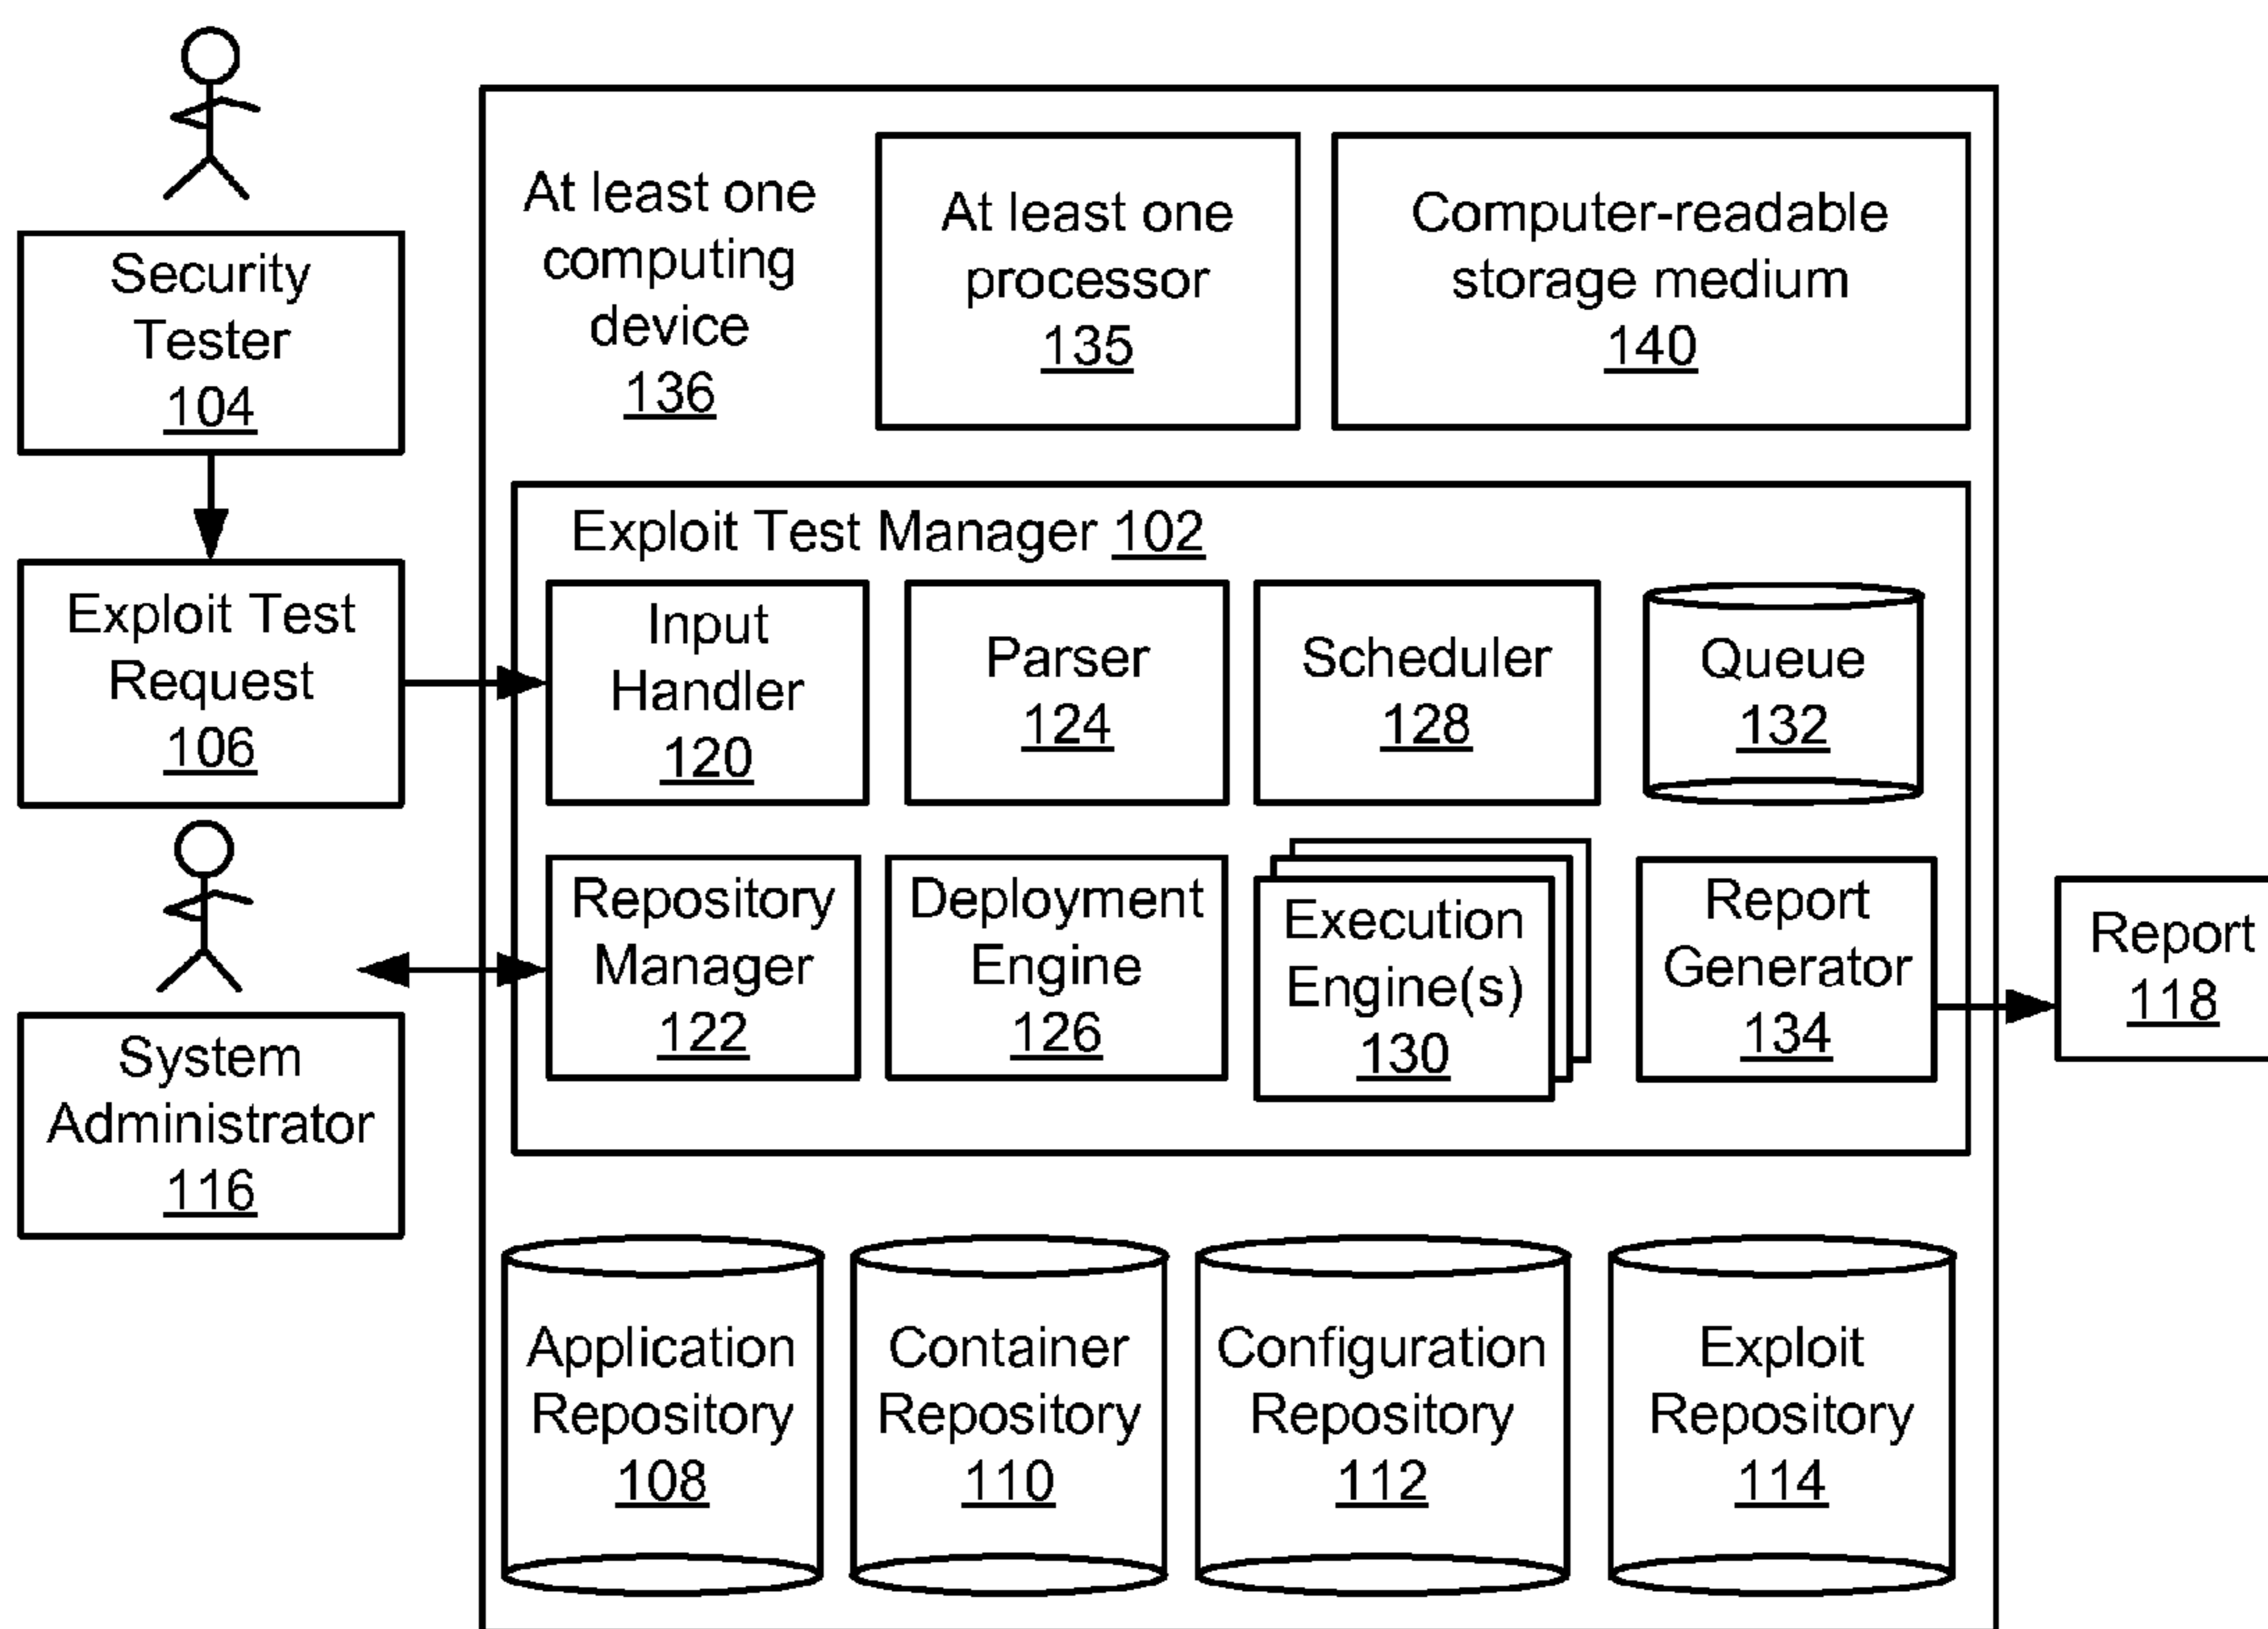 Security
Tester
104
Exploit Test
Request
106
System
Administrator
116
At least one
computing
device
136
At least one
processor
135
Computer-readable
storage medium
140
Exploit Test Manager 102
Input
Handler
120
Parser
124
Scheduler
128
Queue
132
Repository
Manager
122
Deployment
Engine
126
Execution
Engine(s)
130
Report
Generator
134
Report
118
Application
Repository
108
Container
Repository
110
Configuration
Repository
112
Exploit
Repository
114